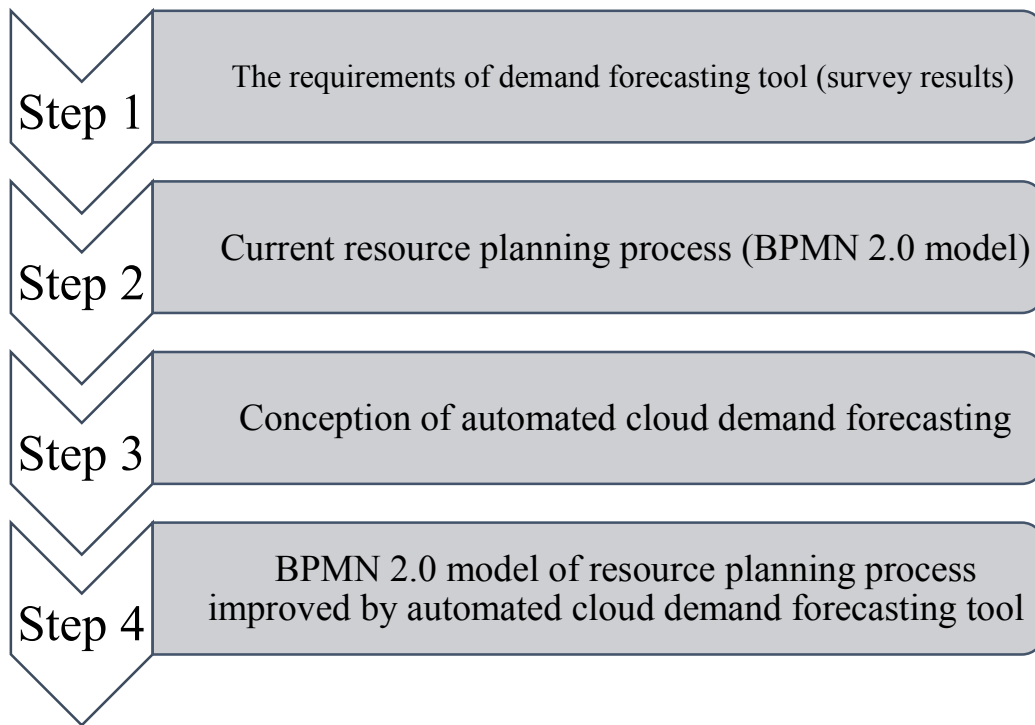 Step 1
The requirements of demand forecasting tool (survey results)
Step 2
Current resource planning process (BPMN 2.0 model)
Step 3
Conception of automated cloud demand forecasting
Step 4
BPMN 2.0 model of resource planning process
improved by automated cloud demand forecasting tool